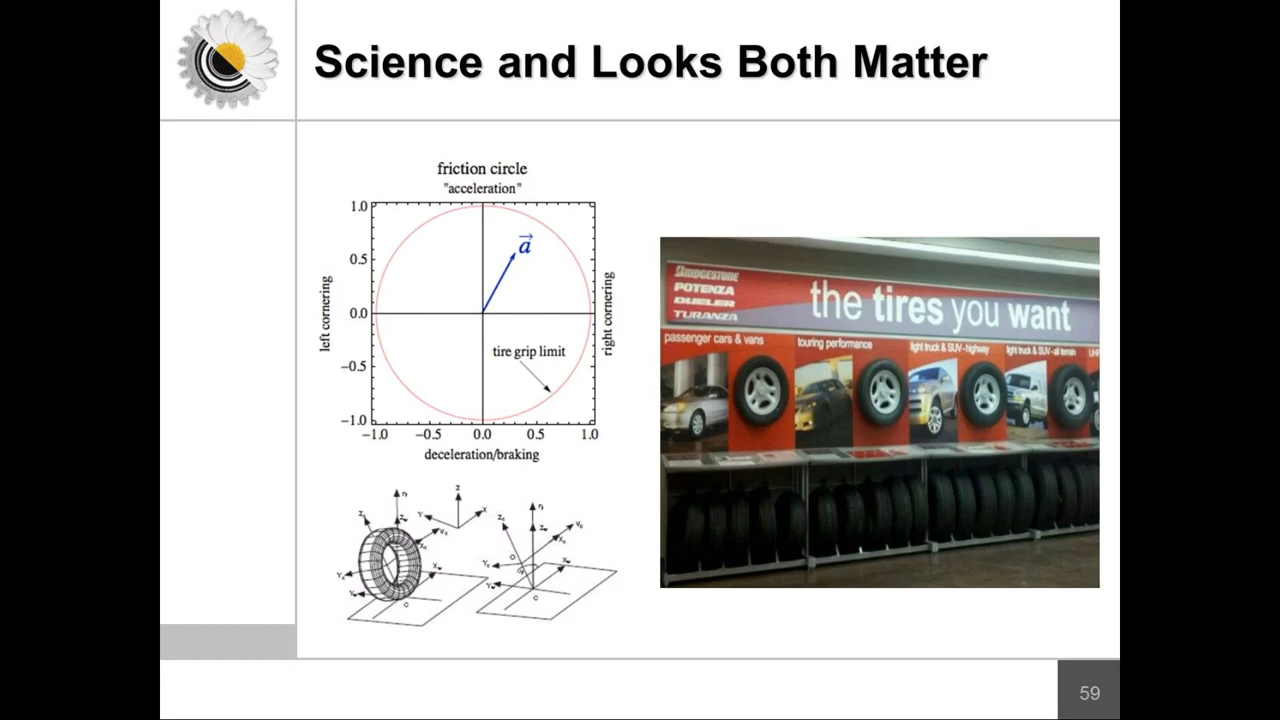 Science and Looks Both Matter
friction circle
"acceleration"
1.0
0.5
0.0
−0.5
−1.0
left cornering
right cornering
a
tire grip limit
−1.0 −0.5 0.0 0.5 1.0
deceleration/braking
BRIDGESTONE
POTENZA
DUELER
TURANZA
the tires you want
passenger cars & vans
touring performance
light truck & SUV-highway
light truck & SUV-all terrain
UH
59